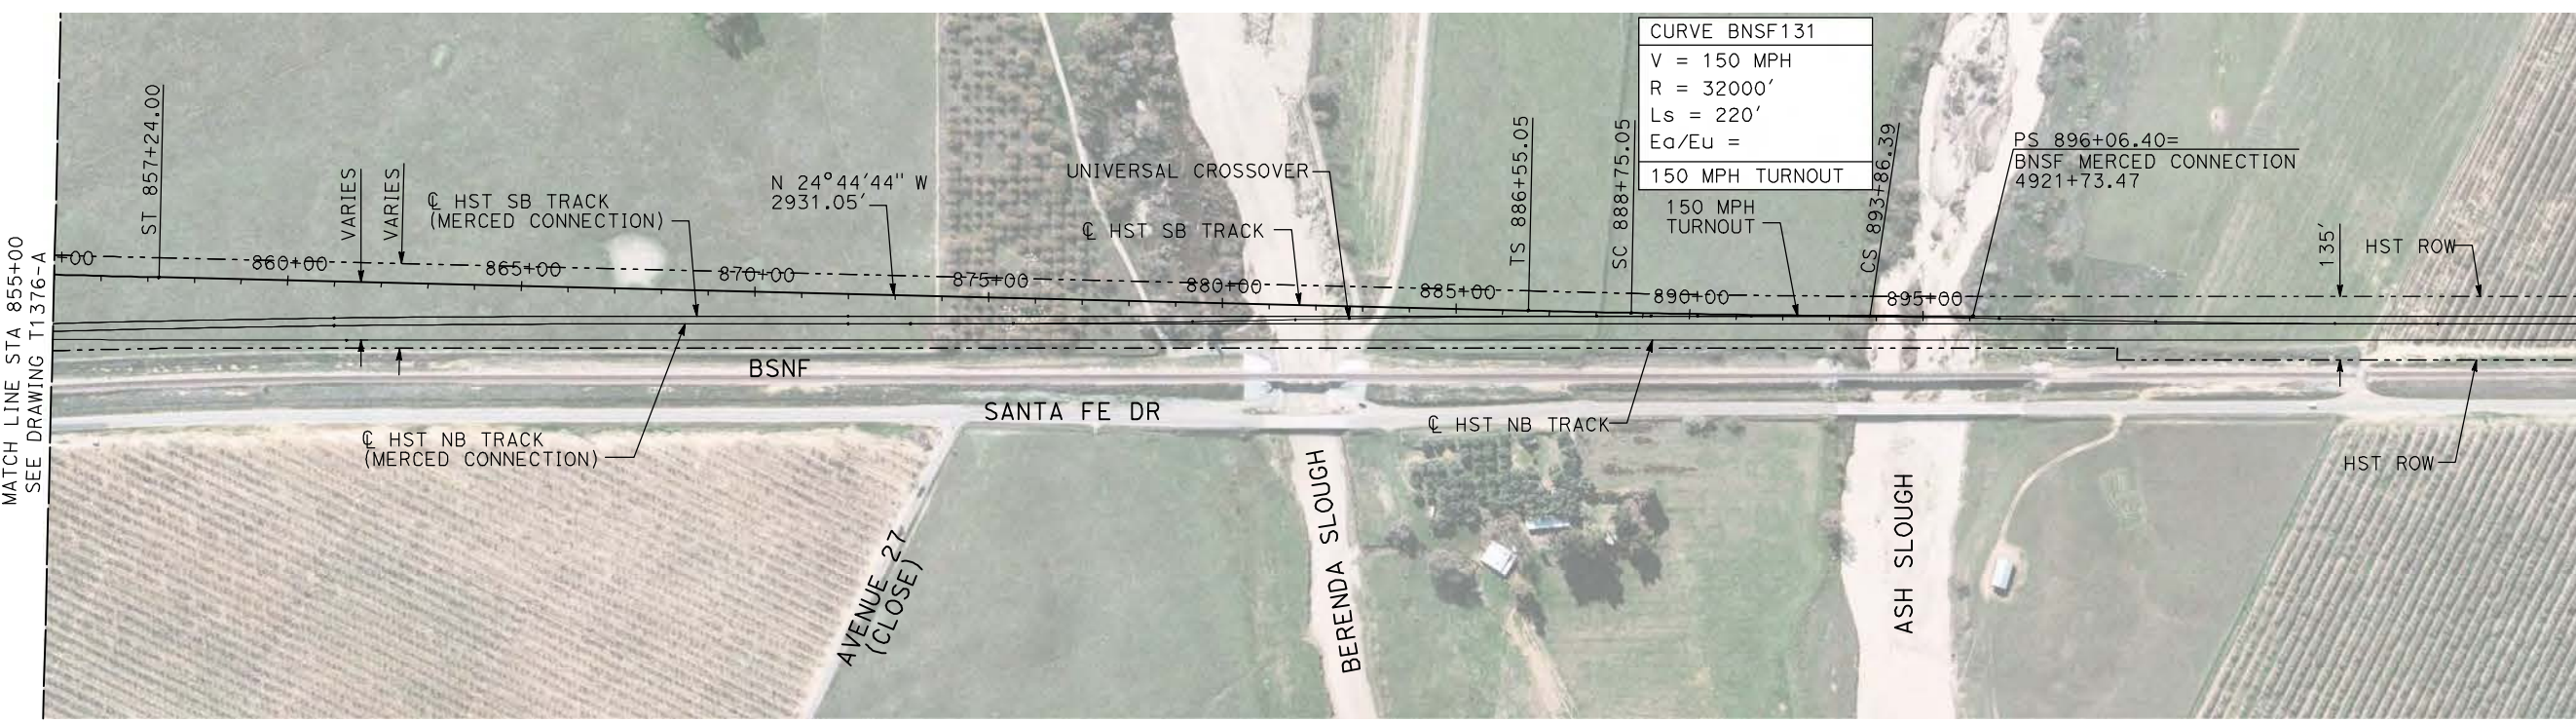 MATCH LINE STA 855+00
SEE DRAWING T1376-A
+00
ST 857+24.00
860+00
VARIES
VARIES
℄ HST SB TRACK
(MERCED CONNECTION)
865+00
870+00
N 24°44'44" W
2931.05'
875+00
UNIVERSAL CROSSOVER
℄ HST SB TRACK
880+00
885+00
TS 886+55.05
SC 888+75.05
CURVE BNSF131
V = 150 MPH
R = 32000'
Ls = 220'
Ea/Eu =
150 MPH TURNOUT
150 MPH
TURNOUT
890+00
CS 893+86.39
895+00
PS 896+06.40=
BNSF MERCED CONNECTION
4921+73.47
135'
HST ROW
BSNF
SANTA FE DR
℄ HST NB TRACK
(MERCED CONNECTION)
℄ HST NB TRACK
HST ROW
AVENUE 27
(CLOSE)
BERENDA SLOUGH
ASH SLOUGH